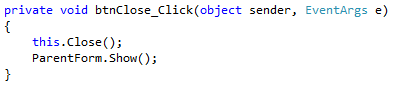 private void btnClose_Click(object sender, EventArgs e)
{
    this.Close();
    ParentForm.Show();
}